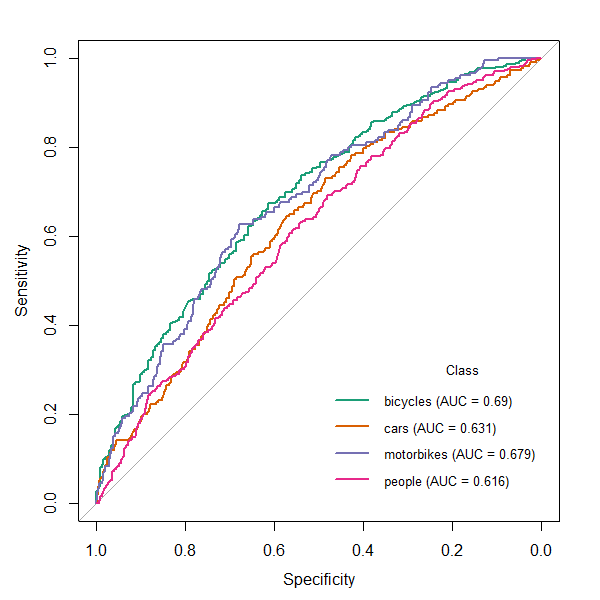 1.0
0.8
0.6
0.4
0.2
0.0
Sensitivity
Class
bicycles (AUC = 0.69)
cars (AUC = 0.631)
motorbikes (AUC = 0.679)
people (AUC = 0.616)
1.0 0.8 0.6 0.4 0.2 0.0
Specificity